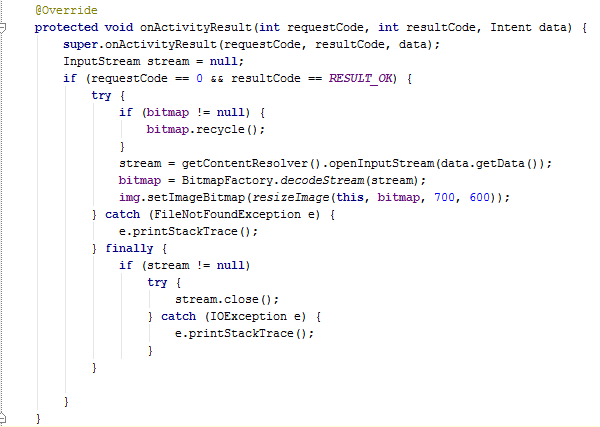 @Override
protected void onActivityResult(int requestCode, int resultCode, Intent data) {
    super.onActivityResult(requestCode, resultCode, data);
    InputStream stream = null;
    if (requestCode == 0 && resultCode == RESULT_OK) {
        try {
            if (bitmap != null) {
                bitmap.recycle();
            }
            stream = getContentResolver().openInputStream(data.getData());
            bitmap = BitmapFactory.decodeStream(stream);
            img.setImageBitmap(resizeImage(this, bitmap, 700, 600));
        } catch (FileNotFoundException e) {
            e.printStackTrace();
        } finally {
            if (stream != null)
                try {
                    stream.close();
                } catch (IOException e) {
                    e.printStackTrace();
                }
        }

    }
}